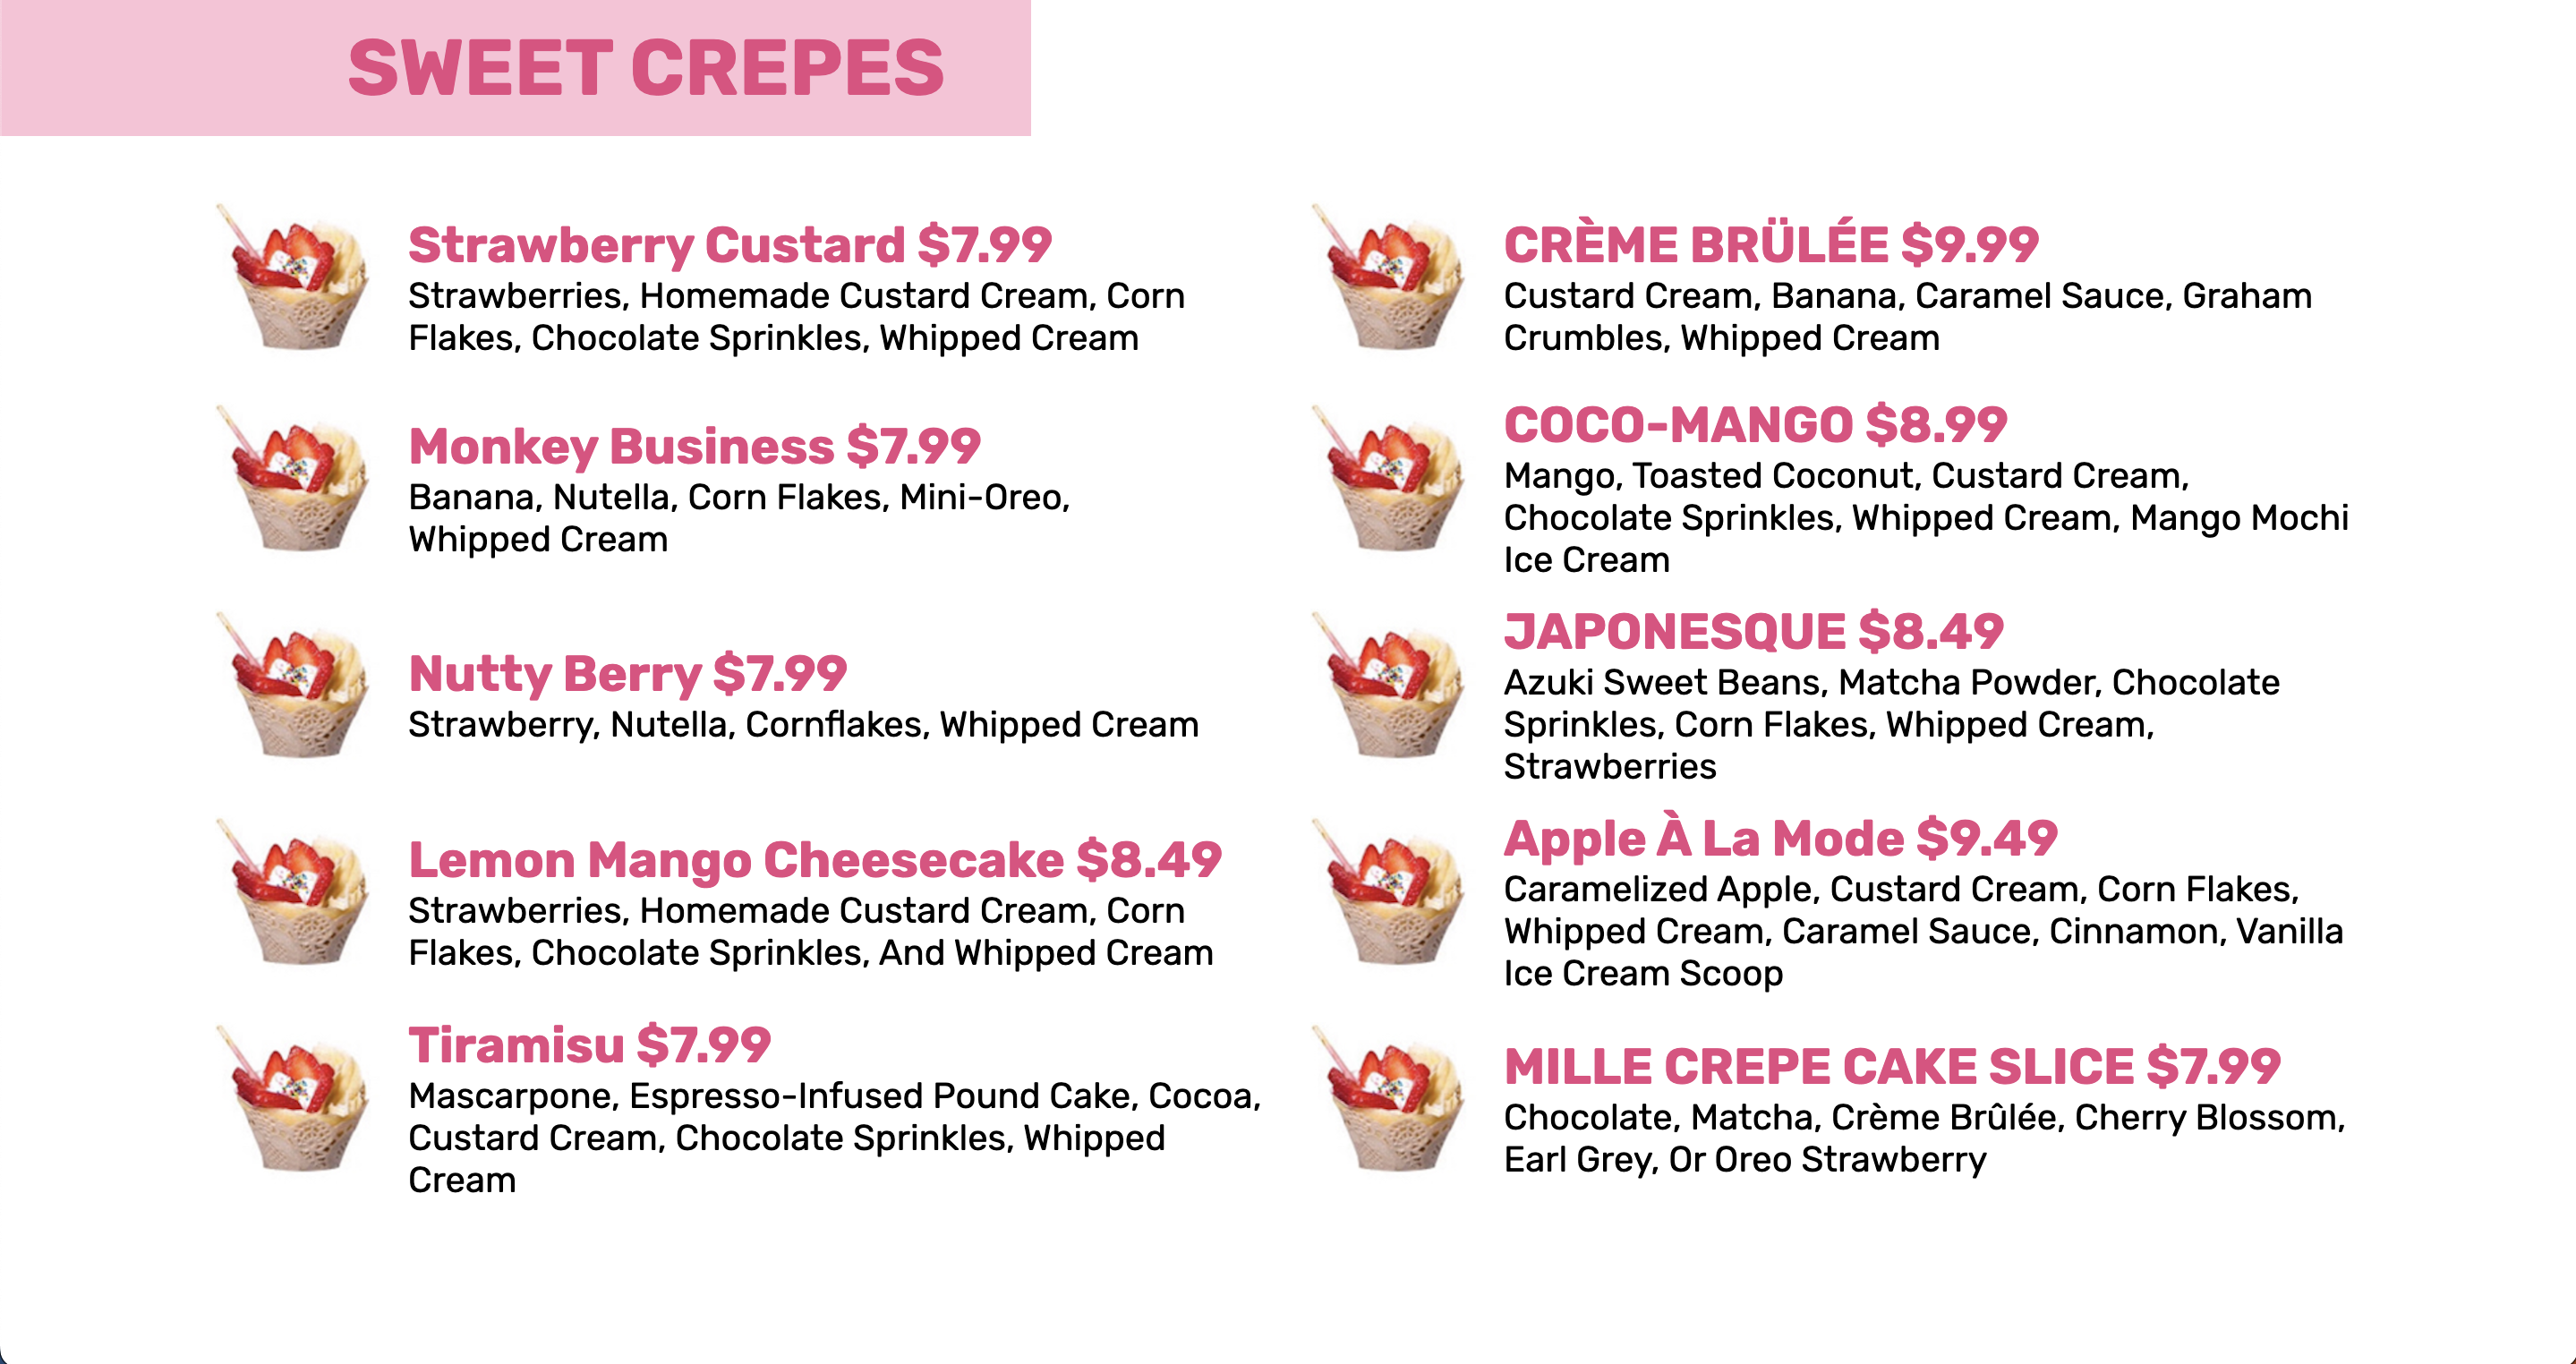 SWEET CREPES
Strawberry Custard $7.99
Strawberries, Homemade Custard Cream, Corn
Flakes, Chocolate Sprinkles, Whipped Cream
Monkey Business $7.99
Banana, Nutella, Corn Flakes, Mini-Oreo,
Whipped Cream
Nutty Berry $7.99
Strawberry, Nutella, Cornflakes, Whipped Cream
Lemon Mango Cheesecake $8.49
Strawberries, Homemade Custard Cream, Corn
Flakes, Chocolate Sprinkles, And Whipped Cream
Tiramisu $7.99
Mascarpone, Espresso-Infused Pound Cake, Cocoa,
Custard Cream, Chocolate Sprinkles, Whipped
Cream
CRÈME BRÜLÉE $9.99
Custard Cream, Banana, Caramel Sauce, Graham
Crumbles, Whipped Cream
COCO-MANGO $8.99
Mango, Toasted Coconut, Custard Cream,
Chocolate Sprinkles, Whipped Cream, Mango Mochi
Ice Cream
JAPONESQUE $8.49
Azuki Sweet Beans, Matcha Powder, Chocolate
Sprinkles, Corn Flakes, Whipped Cream,
Strawberries
Apple À La Mode $9.49
Caramelized Apple, Custard Cream, Corn Flakes,
Whipped Cream, Caramel Sauce, Cinnamon, Vanilla
Ice Cream Scoop
MILLE CREPE CAKE SLICE $7.99
Chocolate, Matcha, Crème Brûlée, Cherry Blossom,
Earl Grey, Or Oreo Strawberry